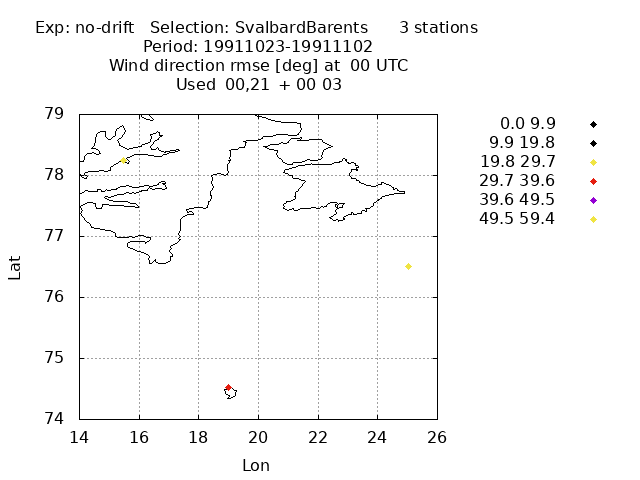 Exp: no-drift   Selection: SvalbardBarents      3 stations
Period: 19911023-19911102
Wind direction rmse [deg] at  00 UTC
Used  00,21  + 00 03
0.0 9.9
9.9 19.8
19.8 29.7
29.7 39.6
39.6 49.5
49.5 59.4
79
78
77
76
75
74
Lat
14 16 18 20 22 24 26
Lon